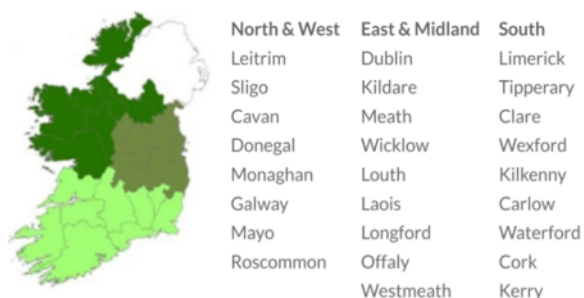 North & West East & Midland South
Leitrim Dublin Limerick
Sligo Kildare Tipperary
Cavan Meath Clare
Donegal Wicklow Wexford
Monaghan Louth Kilkenny
Galway Laois Carlow
Mayo Longford Waterford
Roscommon Offaly Cork
Westmeath Kerry